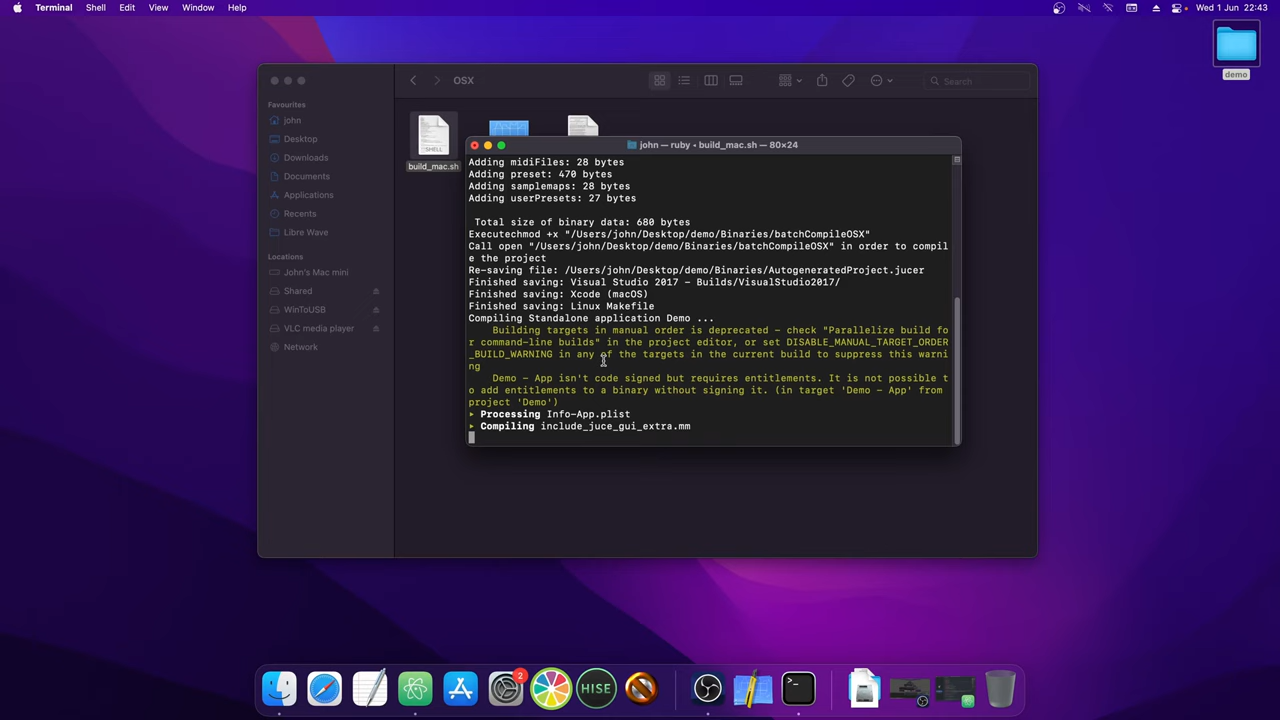 Terminal Shell Edit View Window Help
Wed 1 Jun 22:43
demo
OSX
Search
Favourites
john
Desktop
Downloads
Documents
Applications
Recents
Libre Wave
Locations
John's Mac mini
Shared
WinToUSB
VLC media player
Network
SHELL
build_mac.sh
john — ruby • build_mac.sh — 80×24
Adding midiFiles: 28 bytes
Adding preset: 470 bytes
Adding samplemaps: 28 bytes
Adding userPresets: 27 bytes
Total size of binary data: 680 bytes
Executechmod +x "/Users/john/Desktop/demo/Binaries/batchCompileOSX"
Call open "/Users/john/Desktop/demo/Binaries/batchCompileOSX" in order to compil
e the project
Re-saving file: /Users/john/Desktop/demo/Binaries/AutogeneratedProject.jucer
Finished saving: Visual Studio 2017 - Builds/VisualStudio2017/
Finished saving: Xcode (macOS)
Finished saving: Linux Makefile
Compiling Standalone application Demo ...
Building targets in manual order is deprecated - check "Parallelize build fo
r command-line builds" in the project editor, or set DISABLE_MANUAL_TARGET_ORDER
_BUILD_WARNING in any of the targets in the current build to suppress this warni
ng
Demo - App isn't code signed but requires entitlements. It is not possible t
o add entitlements to a binary without signing it. (in target 'Demo - App' from
project 'Demo')
▸ Processing Info-App.plist
▸ Compiling include_juce_gui_extra.mm
2
HISE
>_